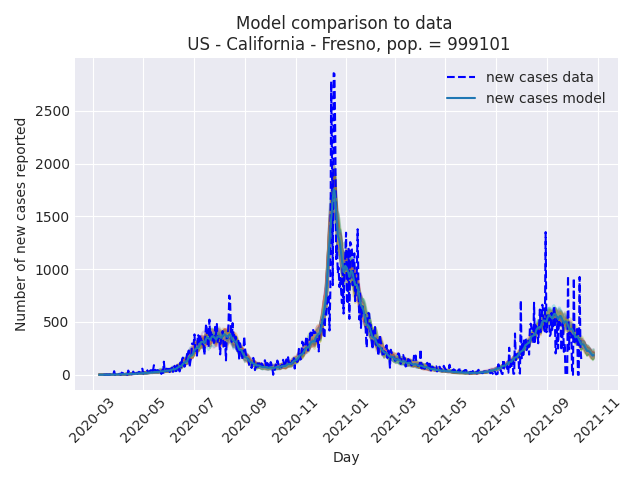 Model comparison to data
US - California - Fresno, pop. = 999101
new cases data
new cases model
Number of new cases reported
2500
2000
1500
1000
500
0
2020-03
2020-05
2020-07
2020-09
2020-11
2021-01
2021-03
2021-05
2021-07
2021-09
2021-11
Day